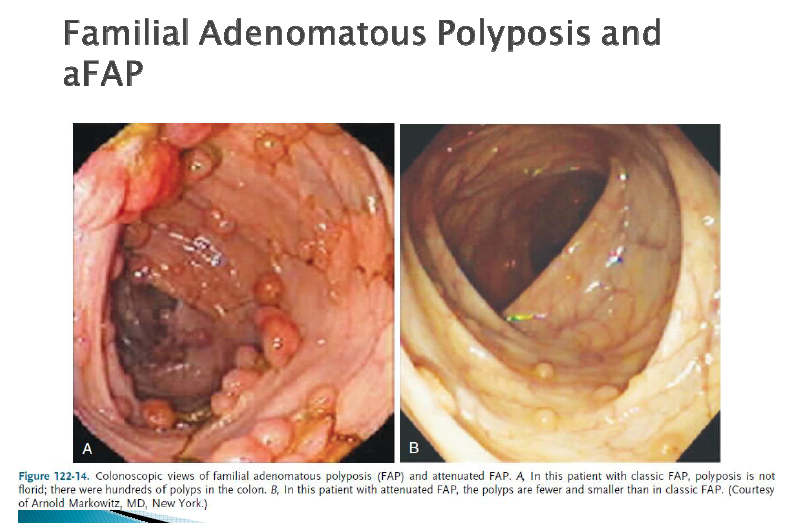 Familial Adenomatous Polyposis and
aFAP
A
B
Figure 122-14. Colonoscopic views of familial adenomatous polyposis (FAP) and attenuated FAP. A, In this patient with classic FAP, polyposis is not
florid; there were hundreds of polyps in the colon. B, In this patient with attenuated FAP, the polyps are fewer and smaller than in classic FAP. (Courtesy
of Arnold Markowitz, MD, New York.)